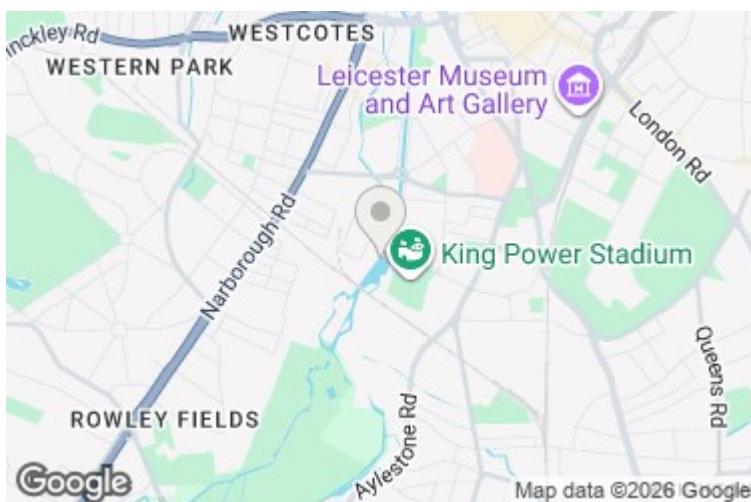 nckley Rd
WESTCOTES
WESTERN PARK
Leicester Museum
and Art Gallery
London Rd
Narborough Rd
King Power Stadium
Queens Rd
ROWLEY FIELDS
Aylestone Rd
Google
Map data ©2026 Google